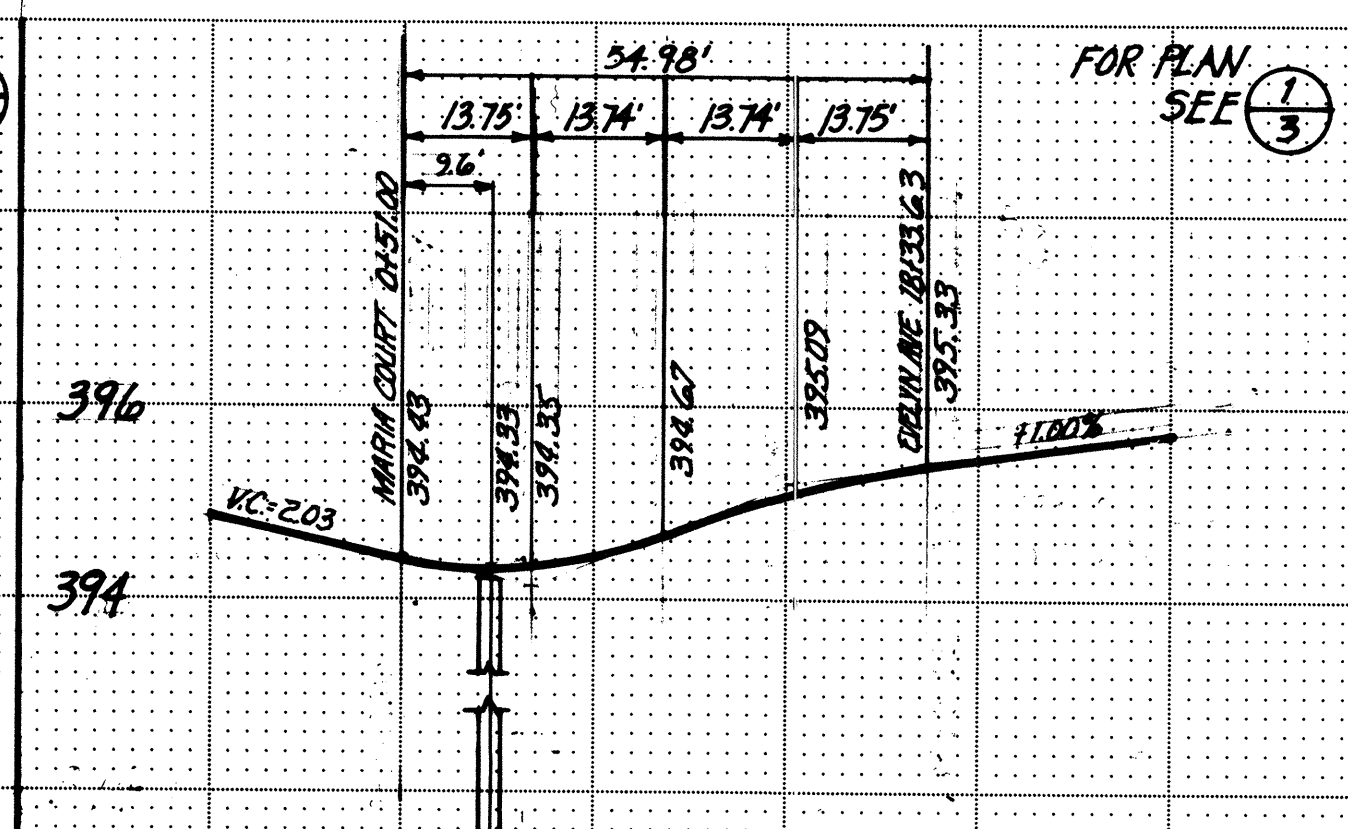 54.98'
FOR PLAN
SEE 1/3
13.75' 13.74' 13.74' 13.75'
9.6'
MARIA COURT 0+51.00
394.43
394.33
394.35
394.67
395.09
EVELYN AVE. 18+33.63
395.33
396
+1.00%
V.C.=2.03
394